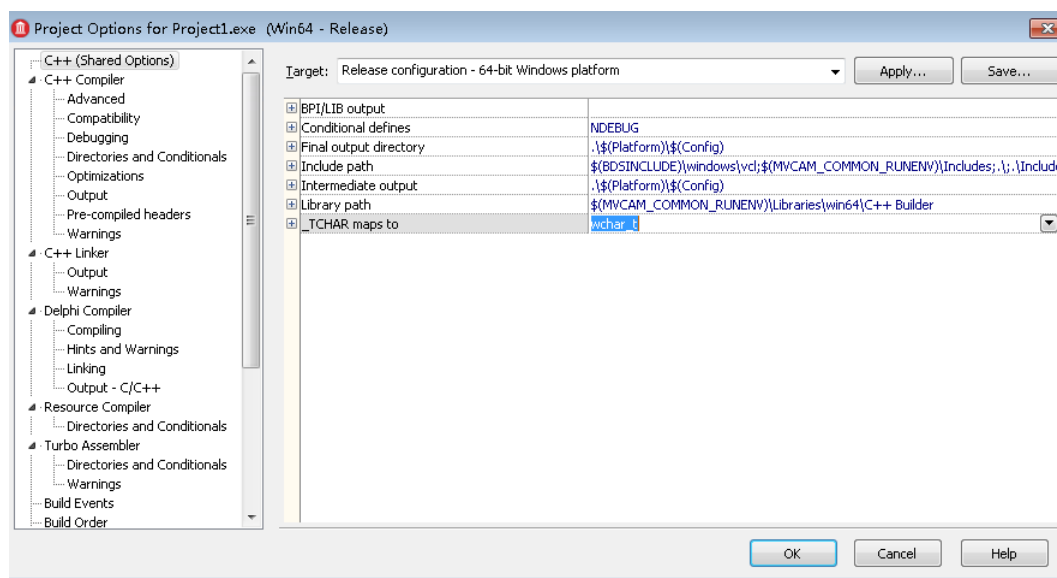 Project Options for Project1.exe (Win64 - Release)
C++ (Shared Options)
C++ Compiler
Advanced
Compatibility
Debugging
Directories and Conditionals
Optimizations
Output
Pre-compiled headers
Warnings
C++ Linker
Output
Warnings
Delphi Compiler
Compiling
Hints and Warnings
Linking
Output - C/C++
Resource Compiler
Directories and Conditionals
Turbo Assembler
Directories and Conditionals
Warnings
Build Events
Build Order
Target: Release configuration - 64-bit Windows platform Apply... Save...
BPI/LIB output
Conditional defines NDEBUG
Final output directory .\$(Platform)\$(Config)
Include path $(BDSINCLUDE)\windows\vcl;$(MVCAM_COMMON_RUNENV)\Includes;.\;.\Include
Intermediate output .\$(Platform)\$(Config)
Library path $(MVCAM_COMMON_RUNENV)\Libraries\win64\C++ Builder
_TCHAR maps to wchar_t
OK Cancel Help